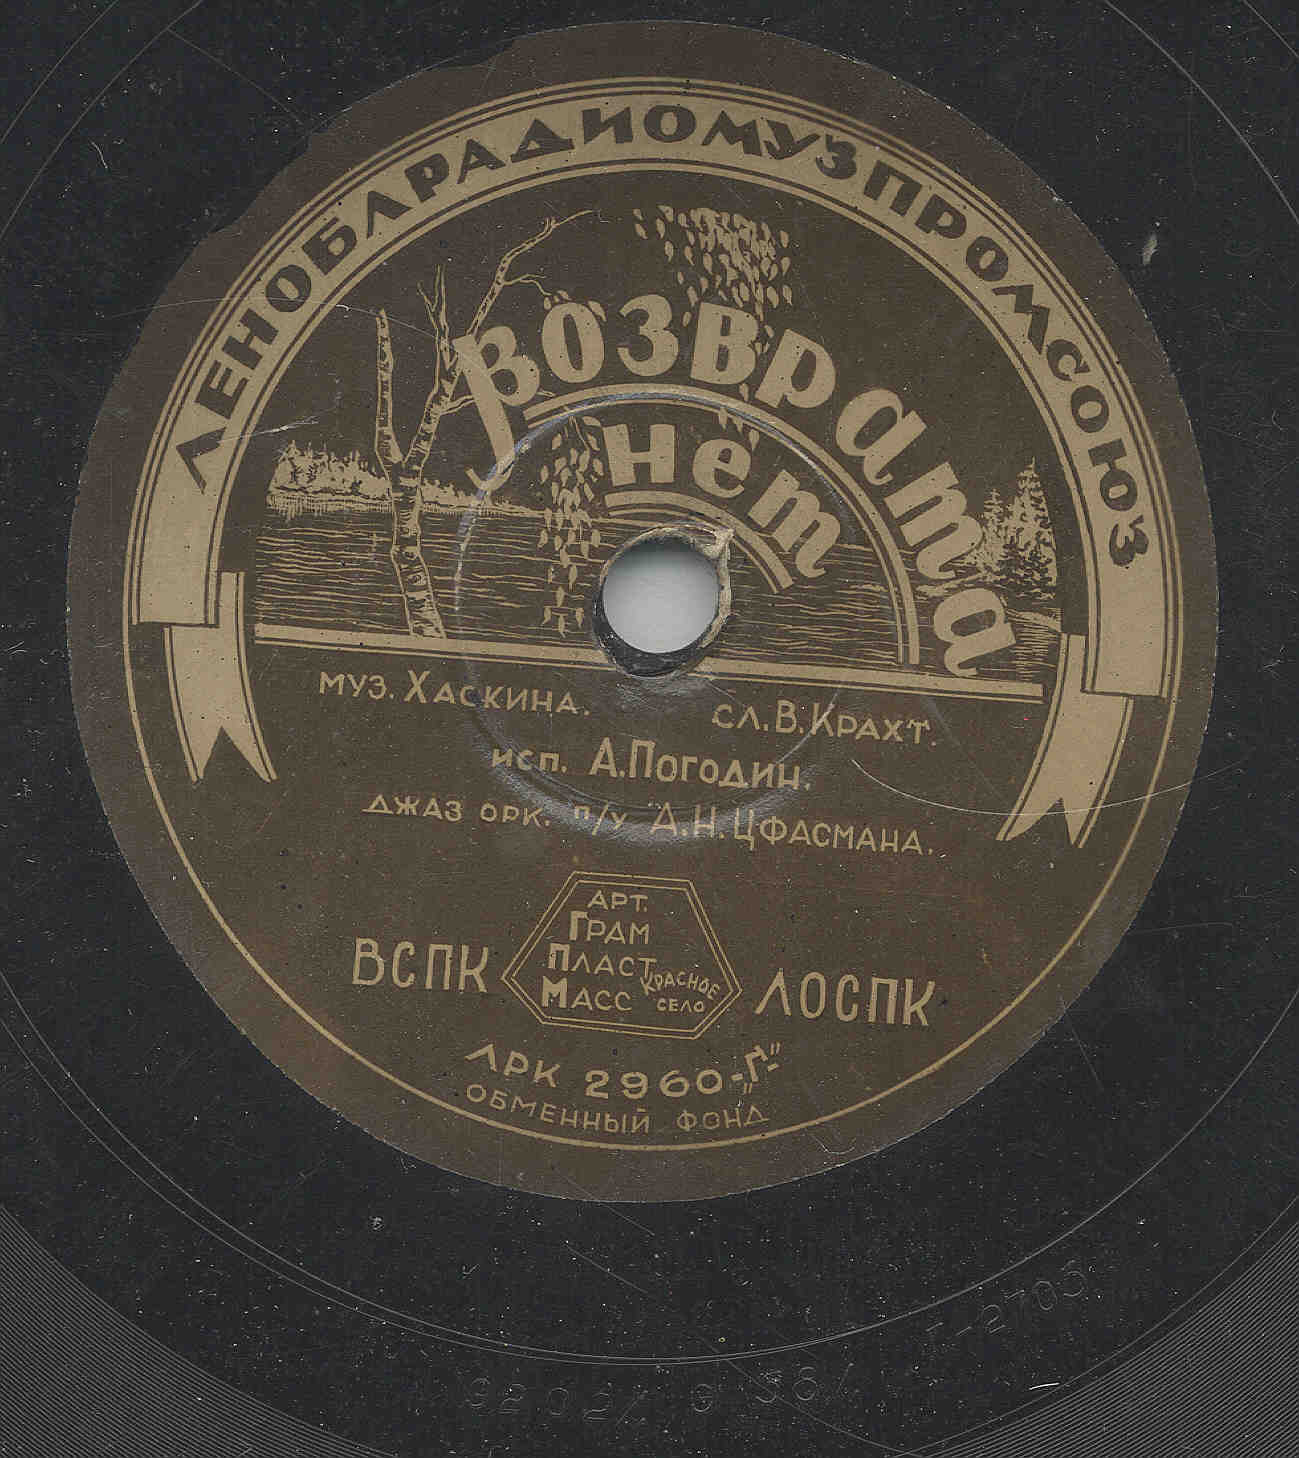 ЛЕНОБЛРАДИОМУЗПРОМСОЮЗ
Возврата
нет
муз. Хаскина. сл. В. Крахт.
исп. А. Погодин.
джаз орк. п/у А. Н. Цфасмана.
АРТ.
ГРАМ
ПЛАСТ
МАСС
КРАСНОЕ
СЕЛО
ВСПК ЛОСПК
ЛРК 2960-„Г"
ОБМЕННЫЙ ФОНД